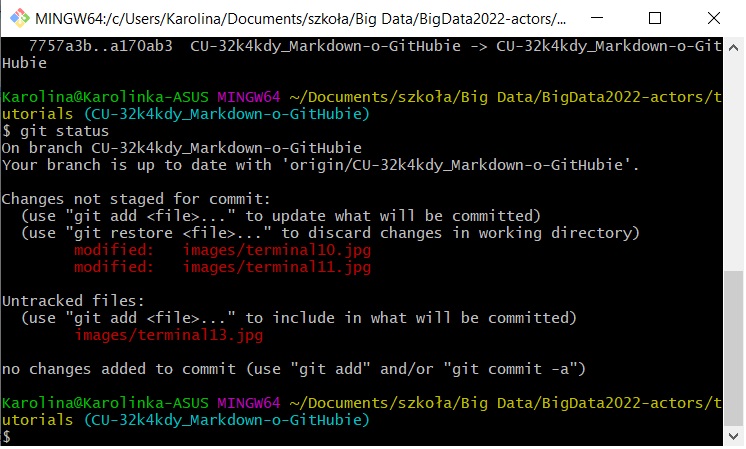 MINGW64:/c/Users/Karolina/Documents/szkoła/Big Data/BigData2022-actors/...
   7757a3b..a170ab3  CU-32k4kdy_Markdown-o-GitHubie -> CU-32k4kdy_Markdown-o-Git
Hubie
Karolina@Karolinka-ASUS MINGW64 ~/Documents/szkoła/Big Data/BigData2022-actors/t
utorials (CU-32k4kdy_Markdown-o-GitHubie)
$ git status
On branch CU-32k4kdy_Markdown-o-GitHubie
Your branch is up to date with 'origin/CU-32k4kdy_Markdown-o-GitHubie'.
Changes not staged for commit:
  (use "git add <file>..." to update what will be committed)
  (use "git restore <file>..." to discard changes in working directory)
        modified:   images/terminal10.jpg
        modified:   images/terminal11.jpg
Untracked files:
  (use "git add <file>..." to include in what will be committed)
        images/terminal13.jpg
no changes added to commit (use "git add" and/or "git commit -a")
Karolina@Karolinka-ASUS MINGW64 ~/Documents/szkoła/Big Data/BigData2022-actors/t
utorials (CU-32k4kdy_Markdown-o-GitHubie)
$